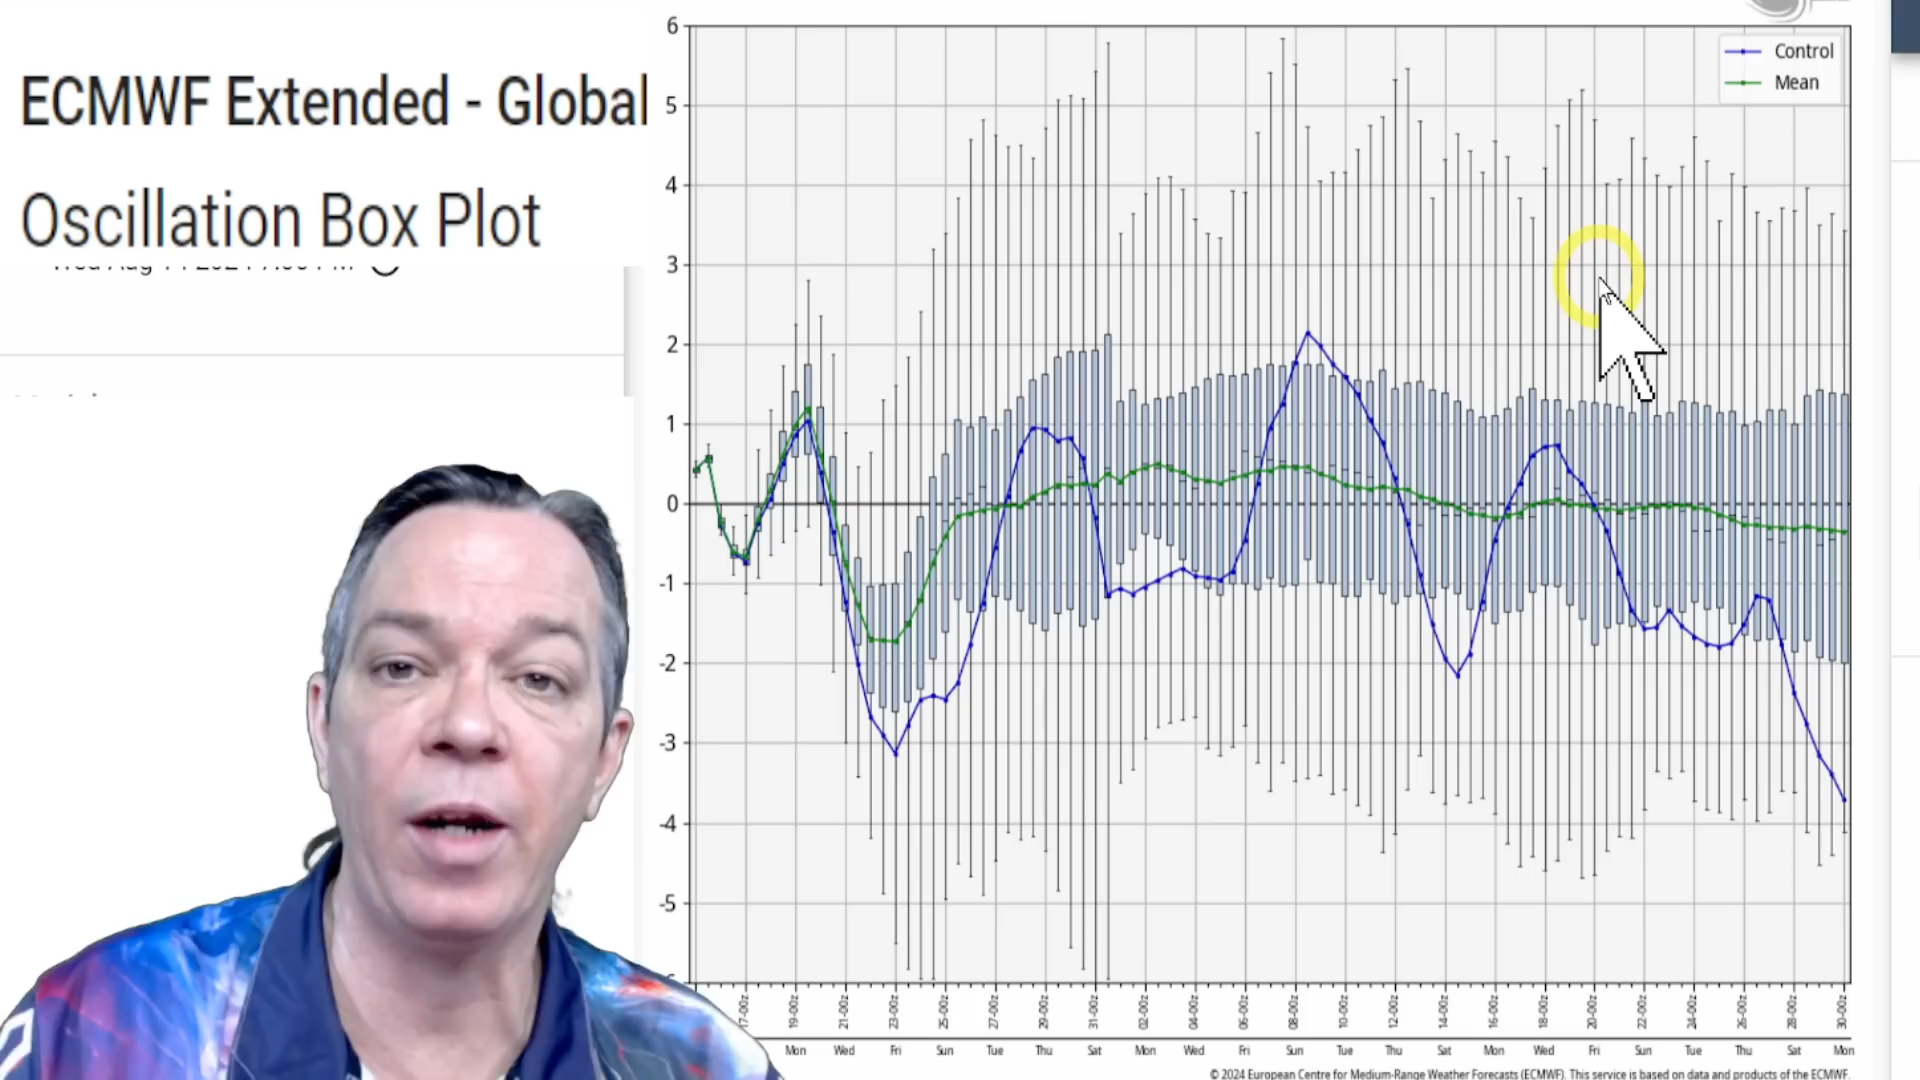 ECMWF Extended - Global
Oscillation Box Plot
6
5
4
3
2
1
0
-1
-2
-3
-4
-5
Control
Mean
17-00z
19-00z
21-00z
23-00z
25-00z
27-00z
29-00z
31-00z
02-00z
04-00z
06-00z
08-00z
10-00z
12-00z
14-00z
16-00z
18-00z
20-00z
22-00z
24-00z
26-00z
28-00z
30-00z
Mon Wed Fri Sun Tue Thu Sat Mon Wed Fri Sun Tue Thu Sat Mon Wed Fri Sun Tue Thu Sat Mon
© 2024 European Centre for Medium-Range Weather Forecasts (ECMWF). This service is based on data and products of the ECMWF.